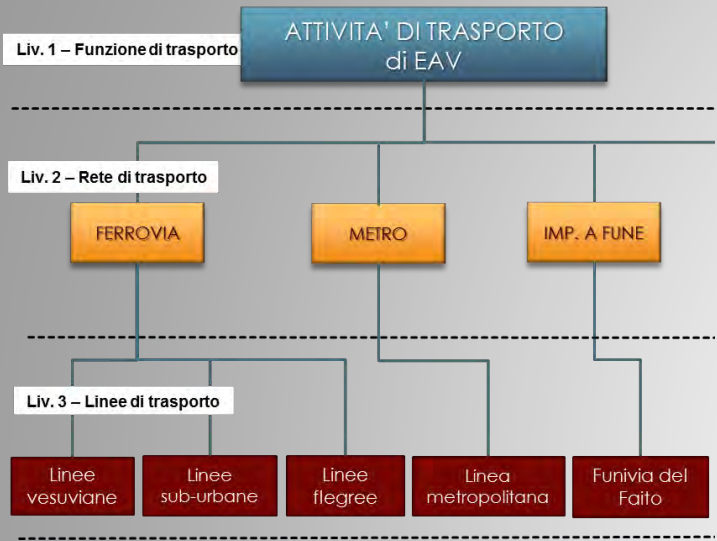 ATTIVITA' DI TRASPORTO
di EAV
Liv. 1 – Funzione di trasporto
Liv. 2 – Rete di trasporto
FERROVIA
METRO
IMP. A FUNE
Liv. 3 – Linee di trasporto
Linee
vesuviane
Linee
sub-urbane
Linee
flegree
Linea
metropolitana
Funivia del
Faito